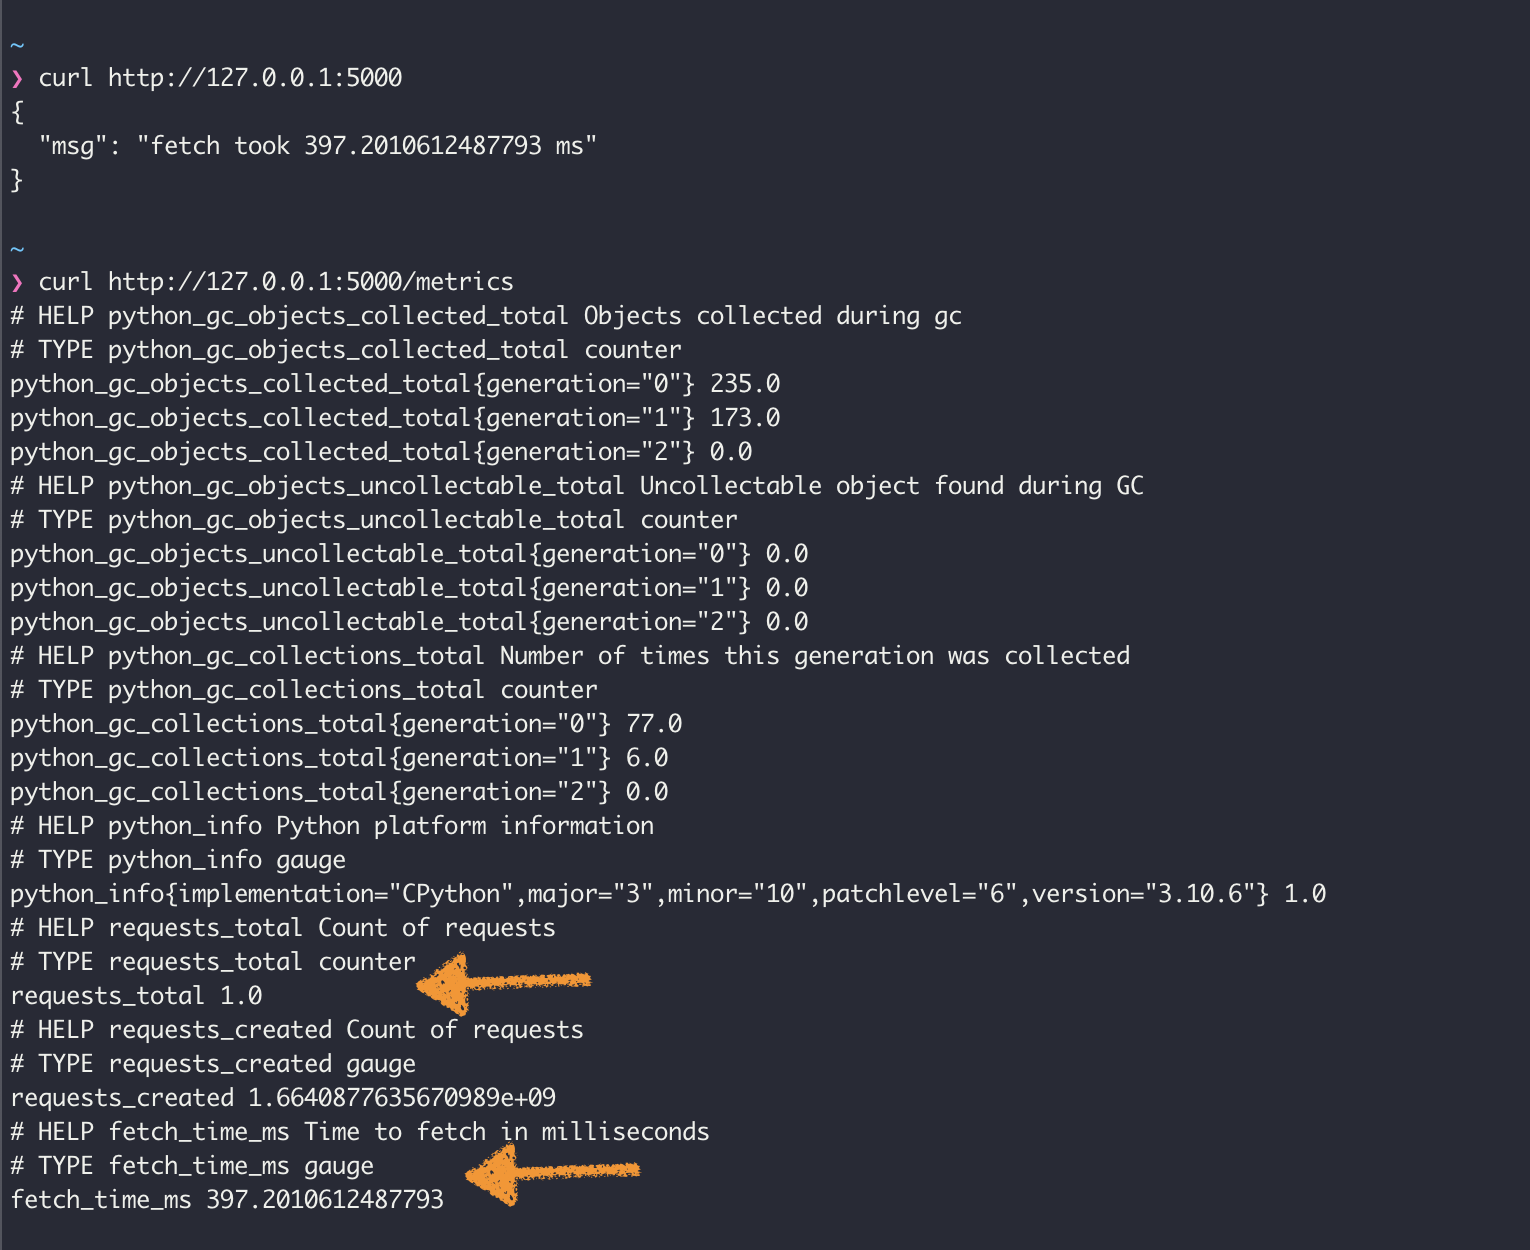 ~
❯ curl http://127.0.0.1:5000
{
  "msg": "fetch took 397.2010612487793 ms"
}
~
❯ curl http://127.0.0.1:5000/metrics
# HELP python_gc_objects_collected_total Objects collected during gc
# TYPE python_gc_objects_collected_total counter
python_gc_objects_collected_total{generation="0"} 235.0
python_gc_objects_collected_total{generation="1"} 173.0
python_gc_objects_collected_total{generation="2"} 0.0
# HELP python_gc_objects_uncollectable_total Uncollectable object found during GC
# TYPE python_gc_objects_uncollectable_total counter
python_gc_objects_uncollectable_total{generation="0"} 0.0
python_gc_objects_uncollectable_total{generation="1"} 0.0
python_gc_objects_uncollectable_total{generation="2"} 0.0
# HELP python_gc_collections_total Number of times this generation was collected
# TYPE python_gc_collections_total counter
python_gc_collections_total{generation="0"} 77.0
python_gc_collections_total{generation="1"} 6.0
python_gc_collections_total{generation="2"} 0.0
# HELP python_info Python platform information
# TYPE python_info gauge
python_info{implementation="CPython",major="3",minor="10",patchlevel="6",version="3.10.6"} 1.0
# HELP requests_total Count of requests
# TYPE requests_total counter
requests_total 1.0
# HELP requests_created Count of requests
# TYPE requests_created gauge
requests_created 1.6640877635670989e+09
# HELP fetch_time_ms Time to fetch in milliseconds
# TYPE fetch_time_ms gauge
fetch_time_ms 397.2010612487793